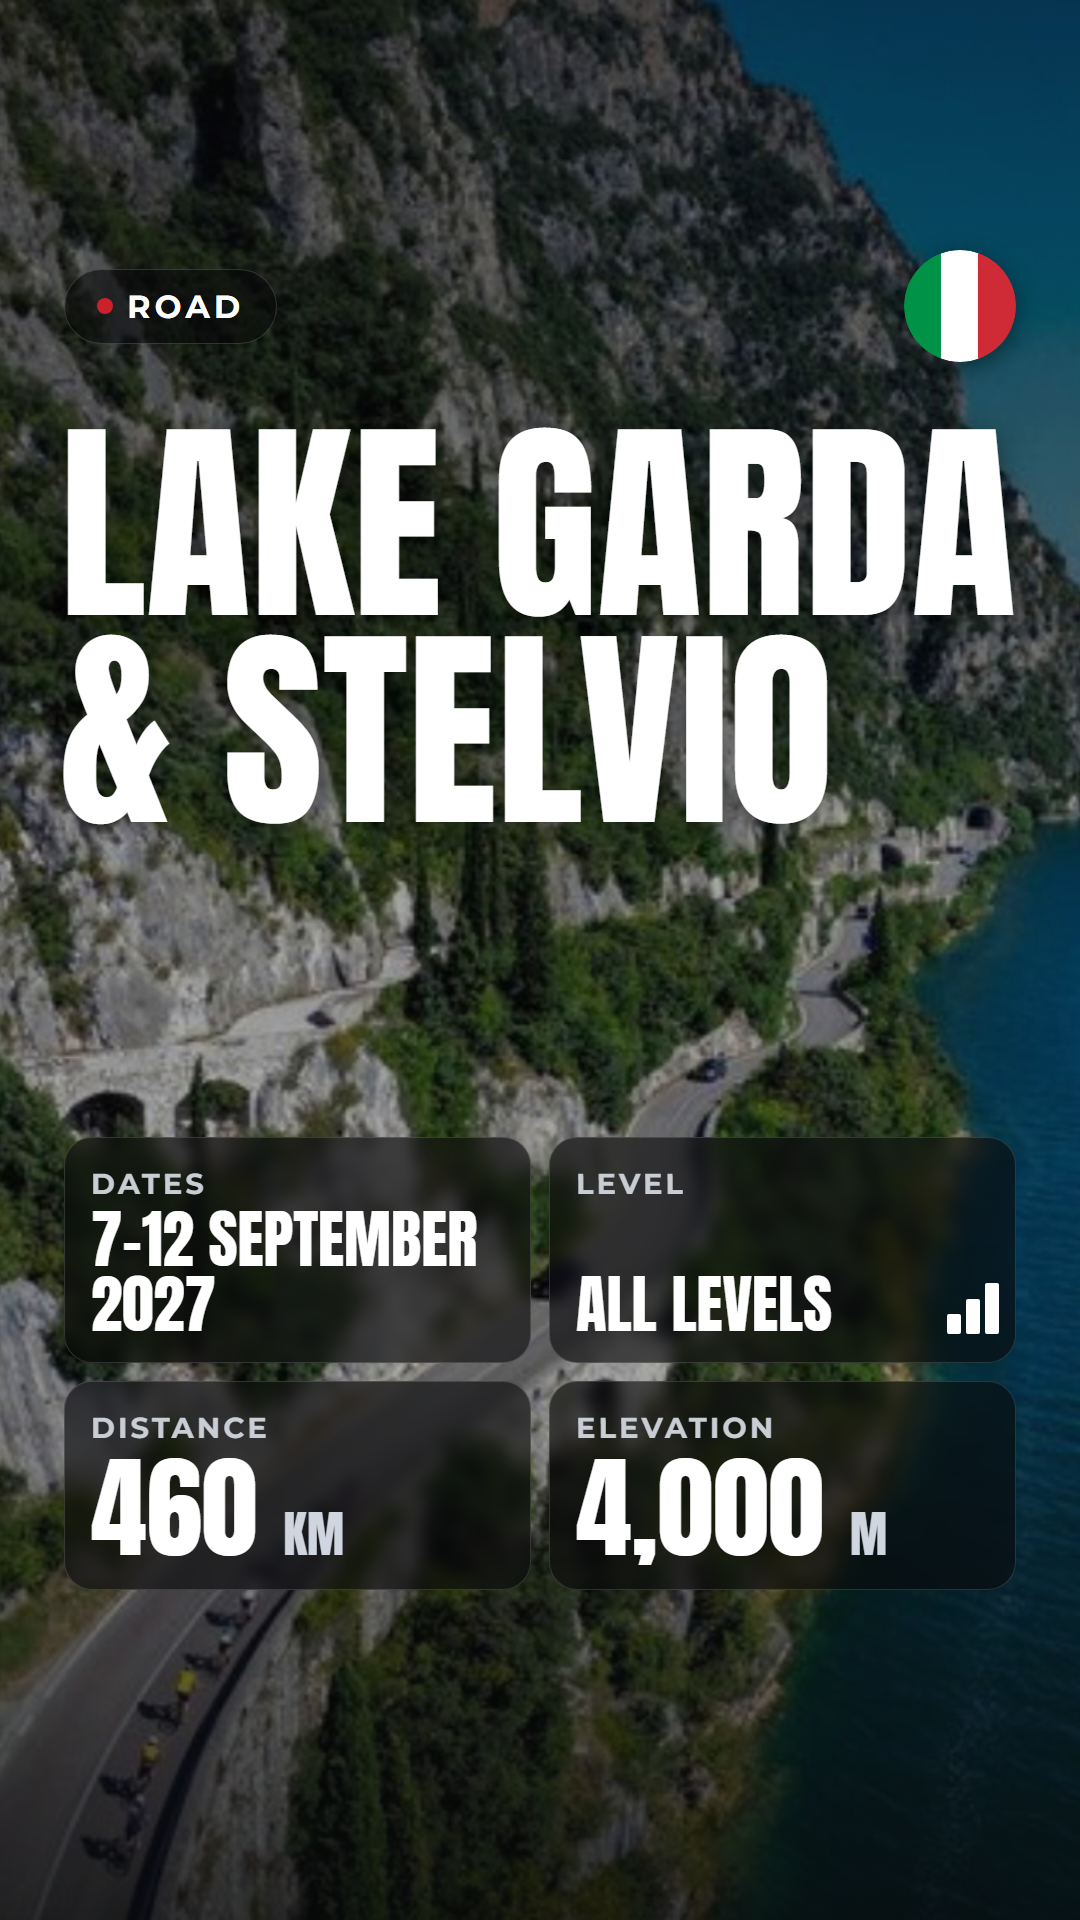 ROAD
LAKE GARDA
& STELVIO
DATES
7-12 SEPTEMBER
2027
LEVEL
ALL LEVELS
DISTANCE
460 KM
ELEVATION
4,000 M